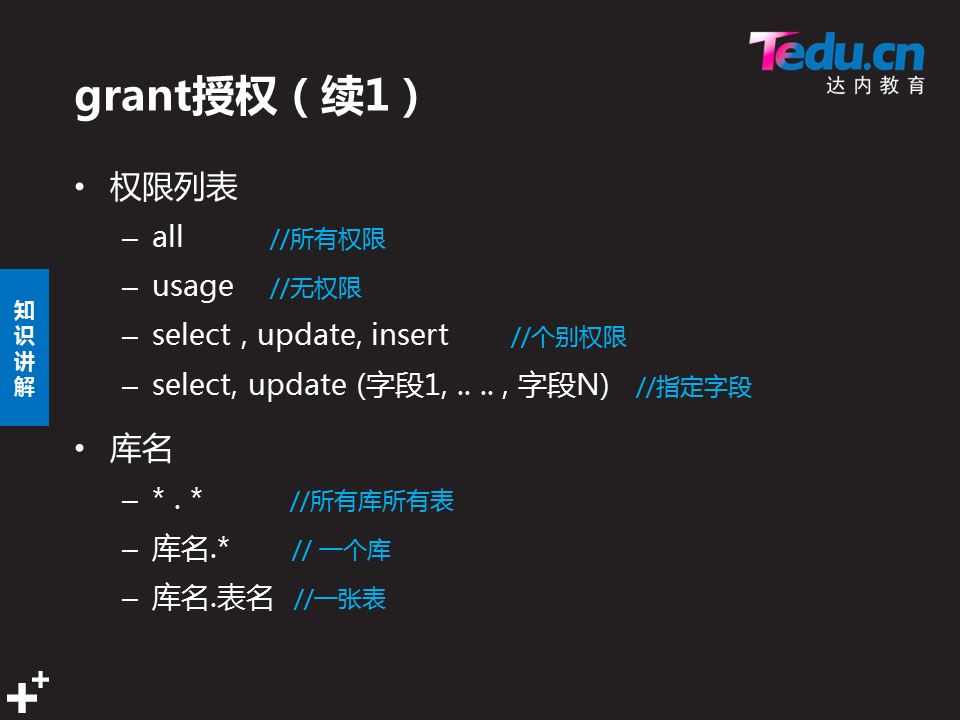 Tedu.cn
达内教育
grant授权（续1）
• 权限列表
– all //所有权限
– usage //无权限
– select , update, insert //个别权限
– select, update (字段1, .. .. , 字段N) //指定字段
知识讲解
• 库名
– * . * //所有库所有表
– 库名.* // 一个库
– 库名.表名 //一张表